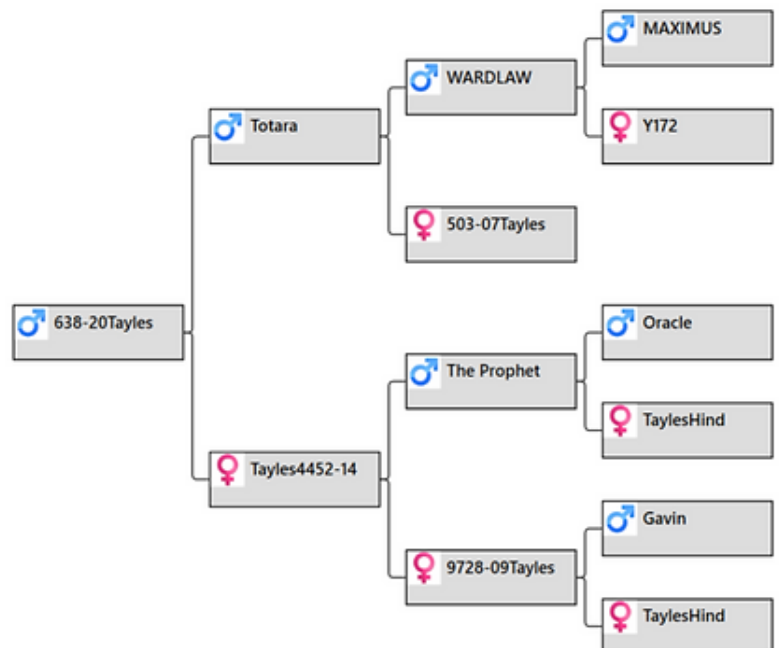 MAXIMUS
WARDLAW
Y172
Totara
503-07Tayles
638-20Tayles
Oracle
The Prophet
TaylesHind
Tayles4452-14
Gavin
9728-09Tayles
TaylesHind